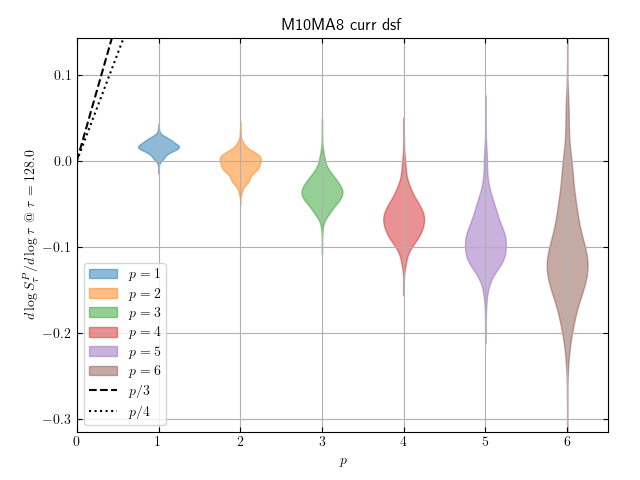 M10MA8 curr dsf
d log S_τ^P / d log τ @ τ = 128.0
0.1
0.0
−0.1
−0.2
−0.3
p = 1
p = 2
p = 3
p = 4
p = 5
p = 6
p/3
p/4
0 1 2 3 4 5 6
p